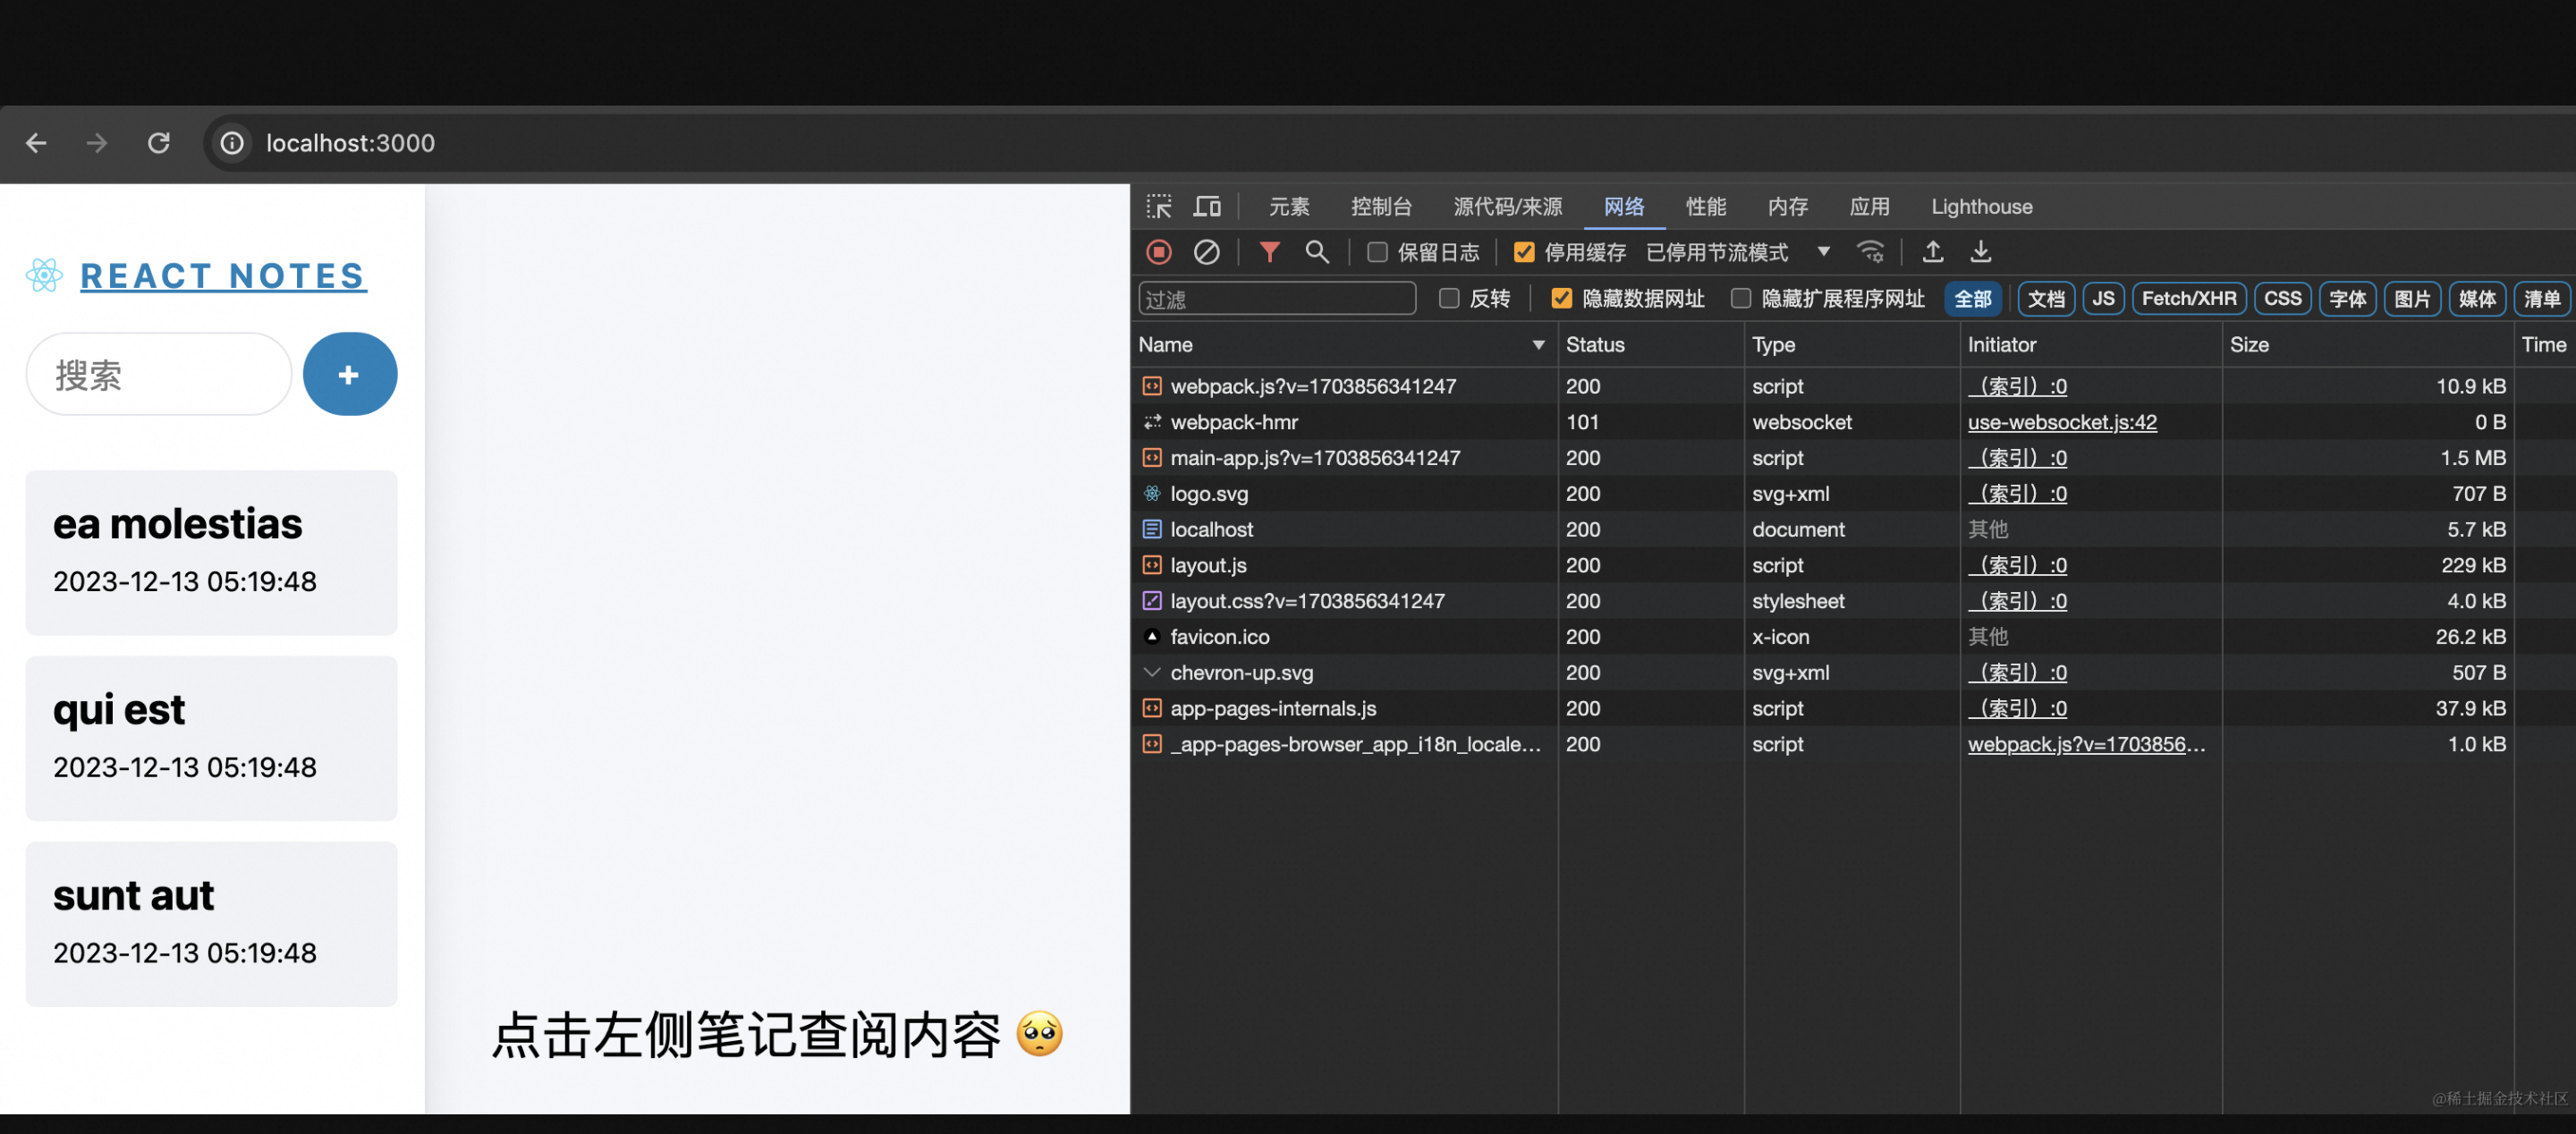 localhost:3000
REACT NOTES
搜索
+
ea molestias
2023-12-13 05:19:48
qui est
2023-12-13 05:19:48
sunt aut
2023-12-13 05:19:48
点击左侧笔记查阅内容 🥺
元素 控制台 源代码/来源 网络 性能 内存 应用 Lighthouse
保留日志 停用缓存 已停用节流模式
过滤 反转 隐藏数据网址 隐藏扩展程序网址 全部 文档 JS Fetch/XHR CSS 字体 图片 媒体 清单
Name Status Type Initiator Size Time
webpack.js?v=1703856341247 200 script （索引）:0 10.9 kB
webpack-hmr 101 websocket use-websocket.js:42 0 B
main-app.js?v=1703856341247 200 script （索引）:0 1.5 MB
logo.svg 200 svg+xml （索引）:0 707 B
localhost 200 document 其他 5.7 kB
layout.js 200 script （索引）:0 229 kB
layout.css?v=1703856341247 200 stylesheet （索引）:0 4.0 kB
favicon.ico 200 x-icon 其他 26.2 kB
chevron-up.svg 200 svg+xml （索引）:0 507 B
app-pages-internals.js 200 script （索引）:0 37.9 kB
_app-pages-browser_app_i18n_locale... 200 script webpack.js?v=1703856... 1.0 kB
@稀土掘金技术社区